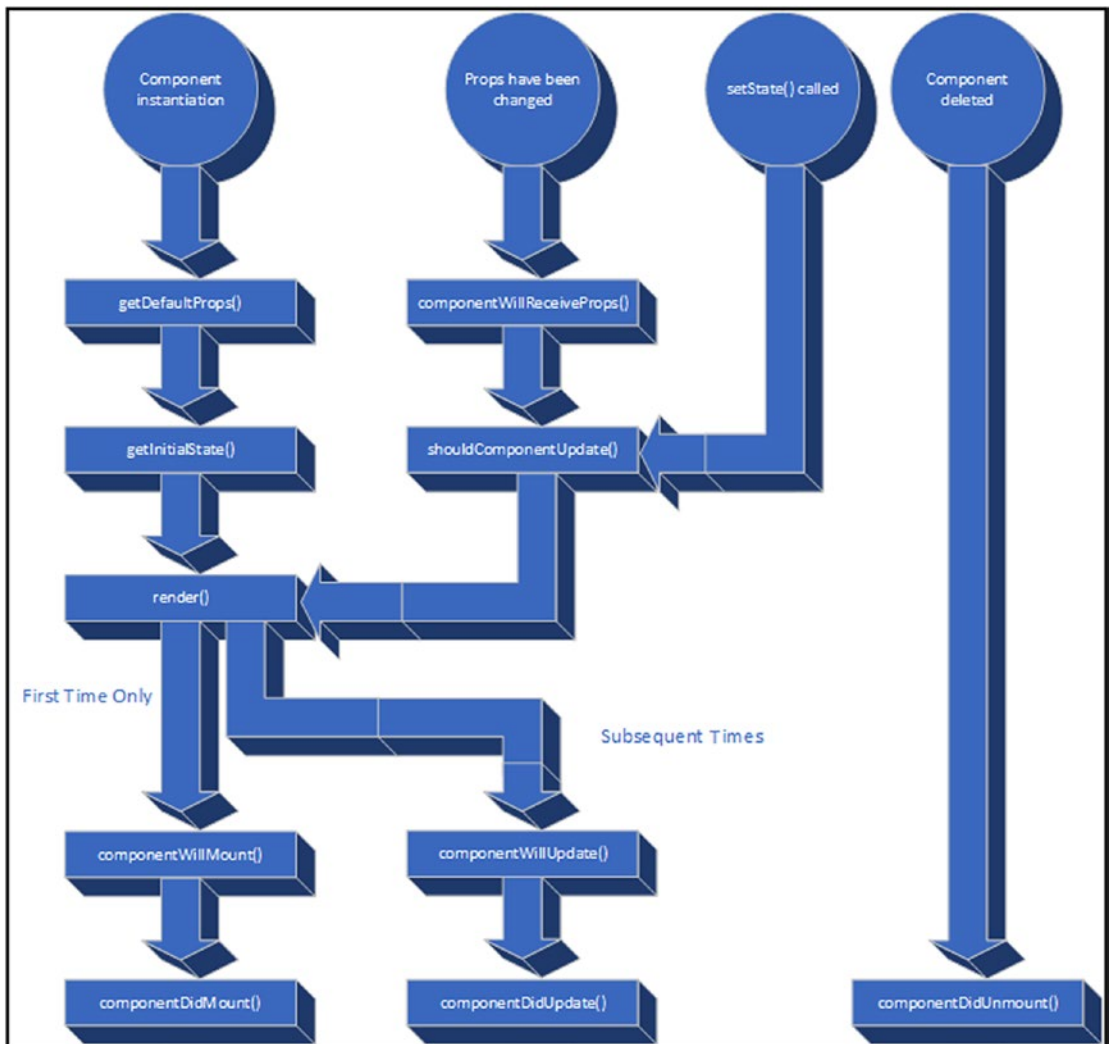 Component
instantiation
Props have been
changed
setState() called
Component
deleted
getDefaultProps()
componentWillReceiveProps()
getInitialState()
shouldComponentUpdate()
render()
First Time Only
Subsequent Times
componentWillMount()
componentWillUpdate()
componentDidMount()
componentDidUpdate()
componentDidUnmount()